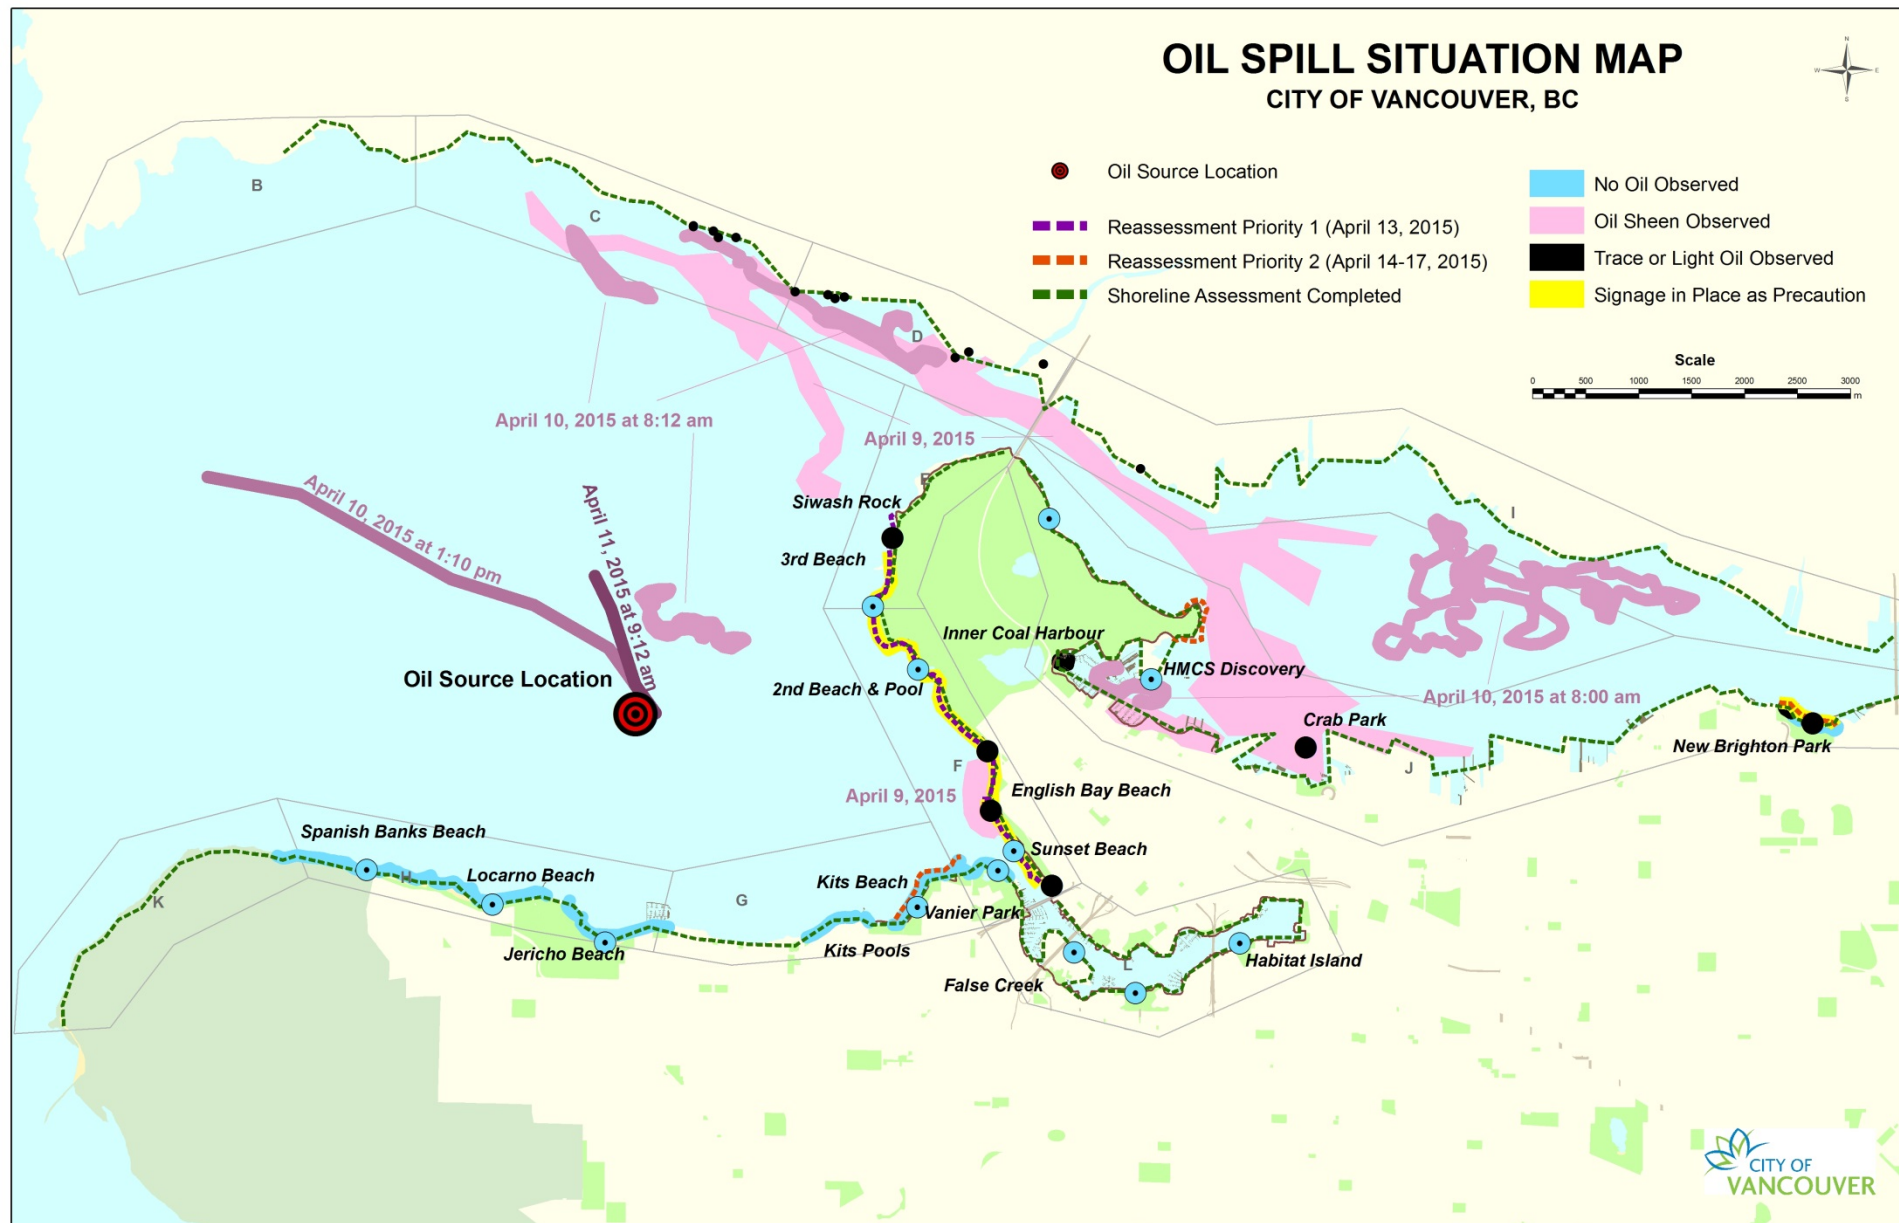 OIL SPILL SITUATION MAP
CITY OF VANCOUVER, BC
N
W
E
S
Oil Source Location
Reassessment Priority 1 (April 13, 2015)
Reassessment Priority 2 (April 14-17, 2015)
Shoreline Assessment Completed
No Oil Observed
Oil Sheen Observed
Trace or Light Oil Observed
Signage in Place as Precaution
Scale
0 500 1000 1500 2000 2500 3000
m
B
C
D
April 10, 2015 at 8:12 am
April 9, 2015
E
Siwash Rock
3rd Beach
I
April 10, 2015 at 1:10 pm
April 11, 2015 at 9:12 am
Inner Coal Harbour
HMCS Discovery
Oil Source Location
2nd Beach & Pool
April 10, 2015 at 8:00 am
Crab Park
New Brighton Park
F
J
April 9, 2015
English Bay Beach
Spanish Banks Beach
Sunset Beach
Locarno Beach
H
Kits Beach
K
G
Vanier Park
Jericho Beach
Kits Pools
L
Habitat Island
False Creek
CITY OF
VANCOUVER